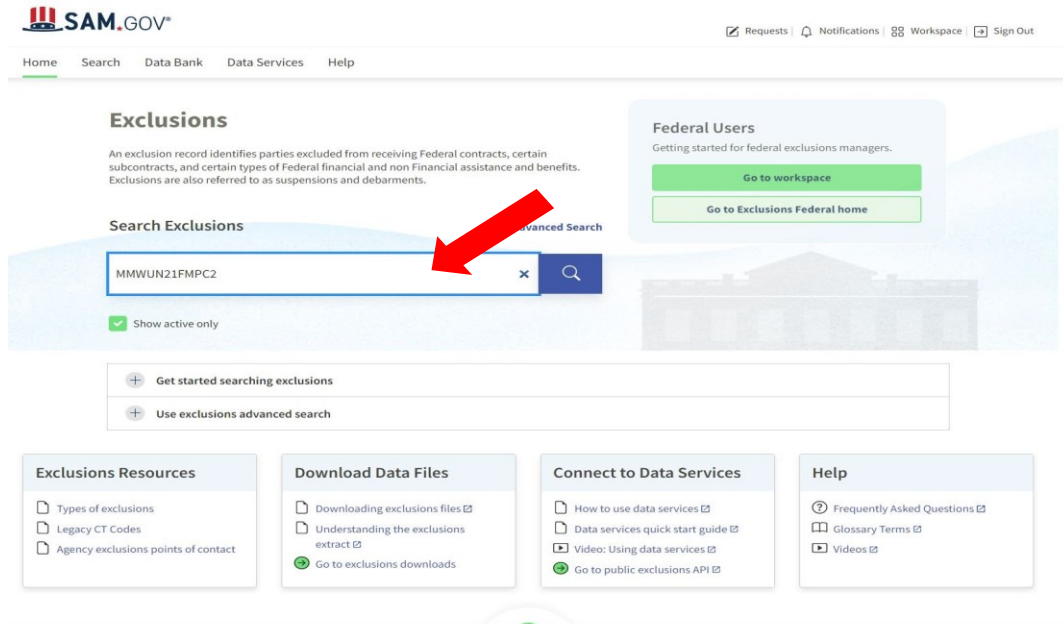 SAM.GOV®
Requests | Notifications | Workspace | Sign Out
Home Search Data Bank Data Services Help
Exclusions
An exclusion record identifies parties excluded from receiving Federal contracts, certain
subcontracts, and certain types of Federal financial and non Financial assistance and benefits.
Exclusions are also referred to as suspensions and debarments.
Federal Users
Getting started for federal exclusions managers.
Go to workspace
Go to Exclusions Federal home
Search Exclusions
MMWUN21FMPC2
Show active only
Get started searching exclusions
Use exclusions advanced search
Exclusions Resources
Types of exclusions
Legacy CT Codes
Agency exclusions points of contact
Download Data Files
Downloading exclusions files
Understanding the exclusions
extract
Go to exclusions downloads
Connect to Data Services
How to use data services
Data services quick start guide
Video: Using data services
Go to public exclusions API
Help
Frequently Asked Questions
Glossary Terms
Videos